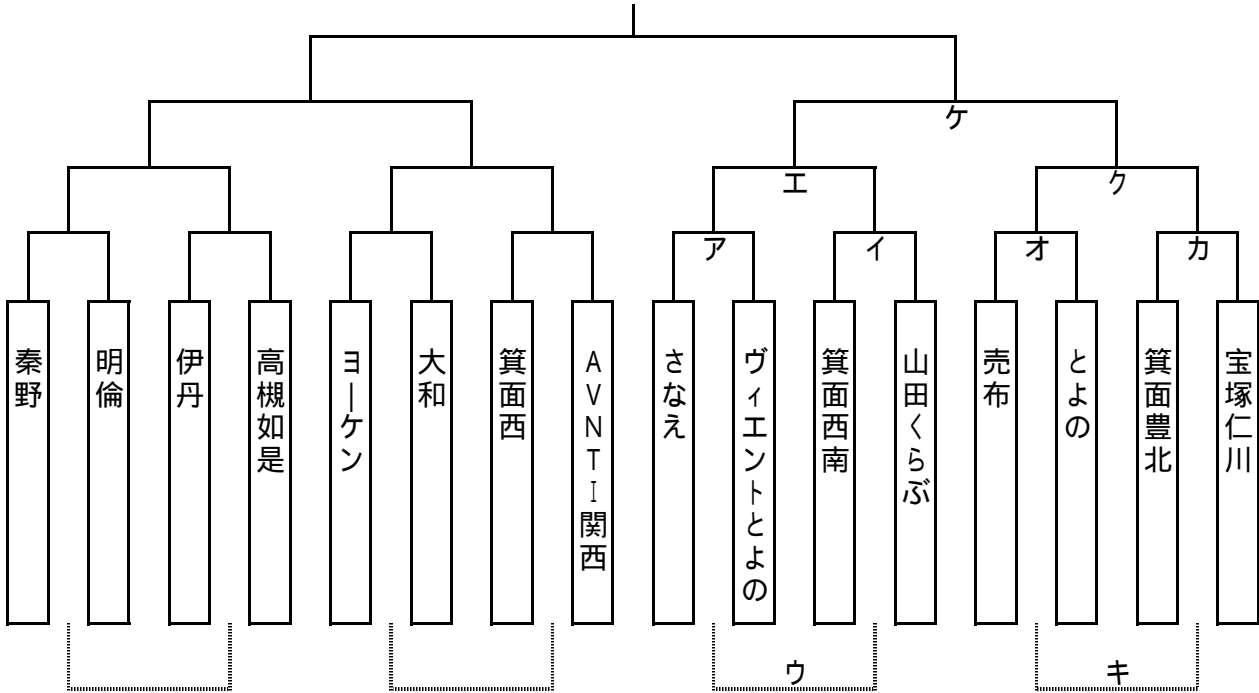 ケ
エ
ク
ア
イ
オ
カ
秦野
明倫
伊丹
高槻如是
ヨーケン
大和
箕面西
AVNTI関西
さなえ
ヴィエントとよの
箕面西南
山田くらぶ
売布
とよの
箕面豊北
宝塚仁川
ウ
キ